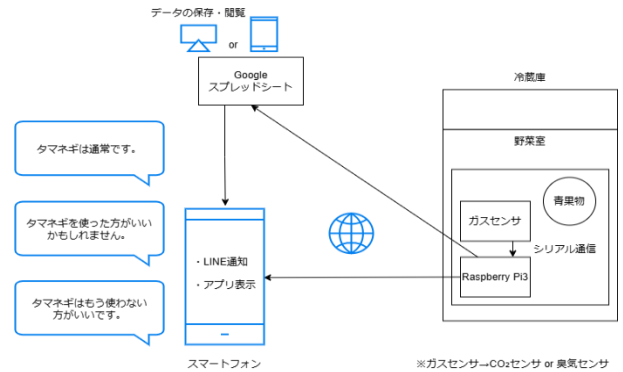 データの保存・閲覧
or
Google
スプレッドシート
冷蔵庫
野菜室
タマネギは通常です。
タマネギを使った方がいい
かもしれません。
タマネギはもう使わない
方がいいです。
・LINE通知
・アプリ表示
スマートフォン
青果物
ガスセンサ
シリアル通信
Raspberry Pi3
※ガスセンサ→CO₂センサ or 臭気センサ